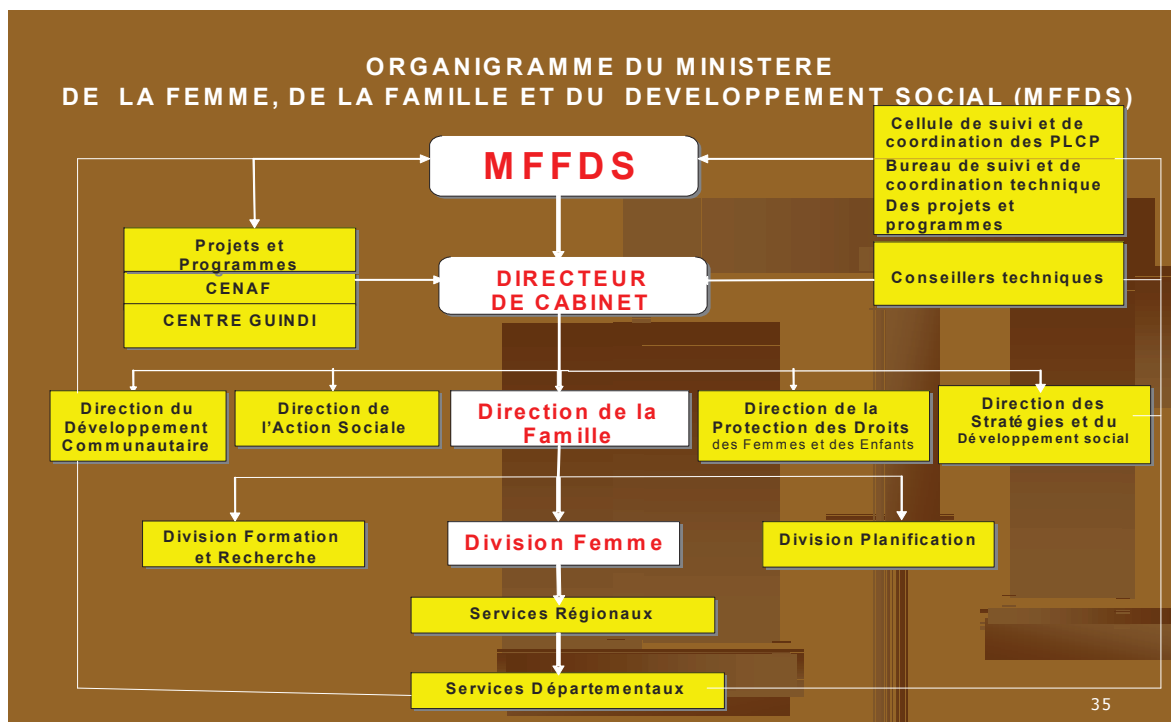 ORGANIGRAMME DU MINISTERE
DE LA FEMME, DE LA FAMILLE ET DU DEVELOPPEMENT SOCIAL (MFFDS)
MFFDS
Cellule de suivi et de
coordination des PLCP
Bureau de suivi et de
coordination technique
Des projets et
programmes
Projets et
Programmes
CENAF
CENTRE GUINDI
DIRECTEUR
DE CABINET
Conseillers techniques
Direction du
Développement
Communautaire
Direction de
l'Action Sociale
Direction de la
Famille
Direction de la
Protection des Droits
des Femmes et des Enfants
Direction des
Stratégies et du
Développement social
Division Formation
et Recherche
Division Femme
Division Planification
Services Régionaux
Services Départementaux
35